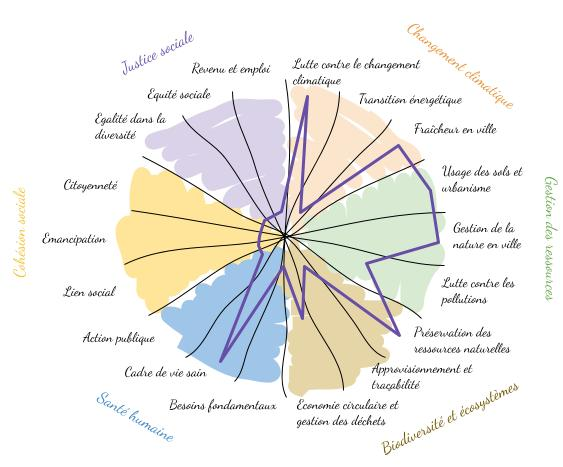 Justice sociale
Changement climatique
Revenu et emploi
Lutte contre le changement
climatique
Equité sociale
Transition énergétique
Egalité dans la
diversité
Fraîcheur en ville
Citoyenneté
Usage des sols et
urbanisme
Cohésion sociale
Gestion des ressources
Emancipation
Gestion de la
nature en ville
Lien social
Lutte contre les
pollutions
Action publique
Préservation des
ressources naturelles
Cadre de vie sain
Approvisionnement et
traçabilité
Besoins fondamentaux
Economie circulaire et
gestion des déchets
Santé humaine
Biodiversité et écosystèmes